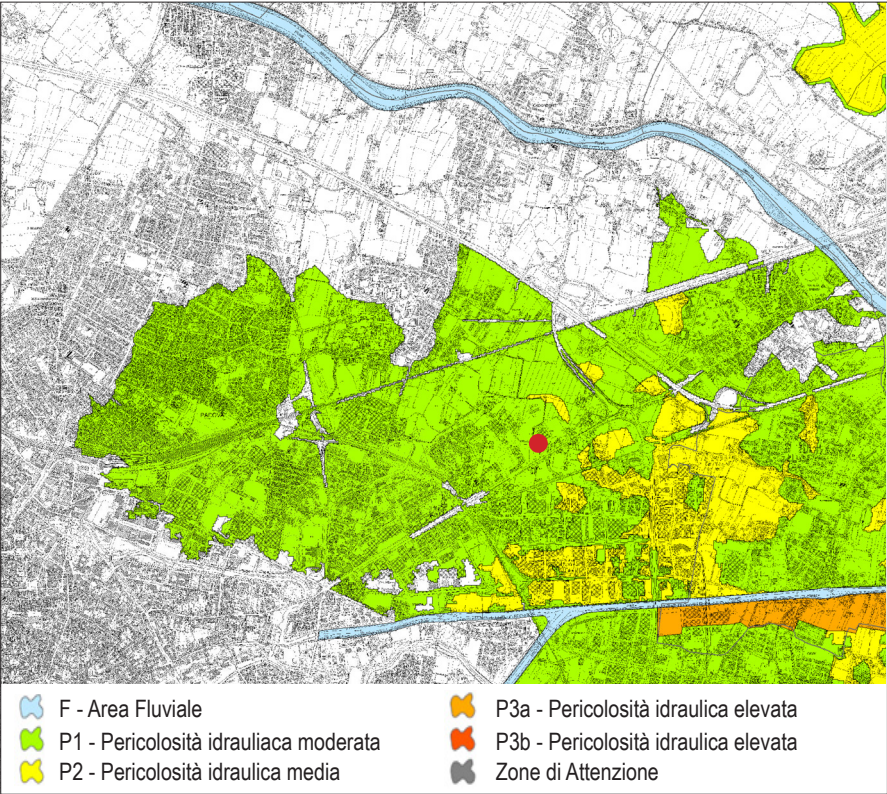 PADOVA
F - Area Fluviale
P1 - Pericolosità idrauliaca moderata
P2 - Pericolosità idraulica media
P3a - Pericolosità idraulica elevata
P3b - Pericolosità idraulica elevata
Zone di Attenzione